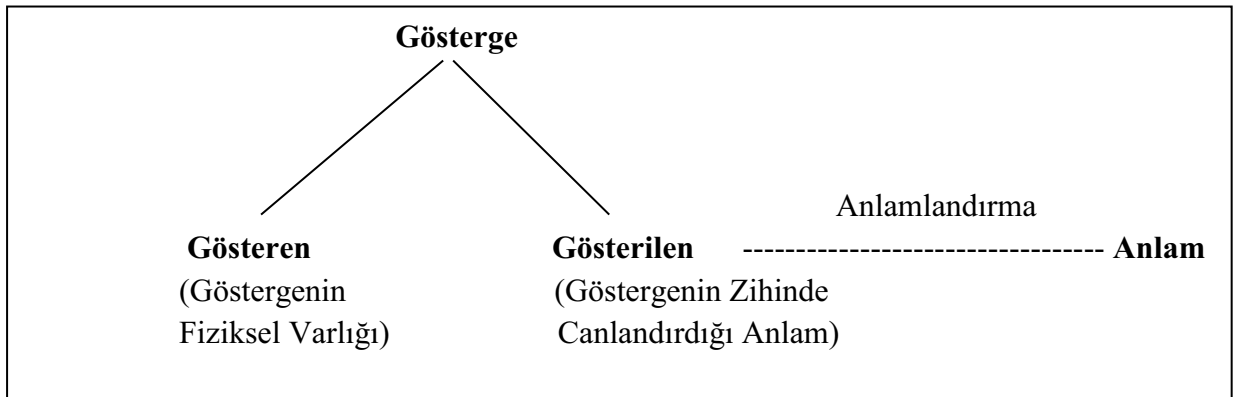 Gösterge
Anlamlandırma
Gösteren Gösterilen ---------------------------------- Anlam
(Göstergenin (Göstergenin Zihinde
Fiziksel Varlığı) Canlandırdığı Anlam)